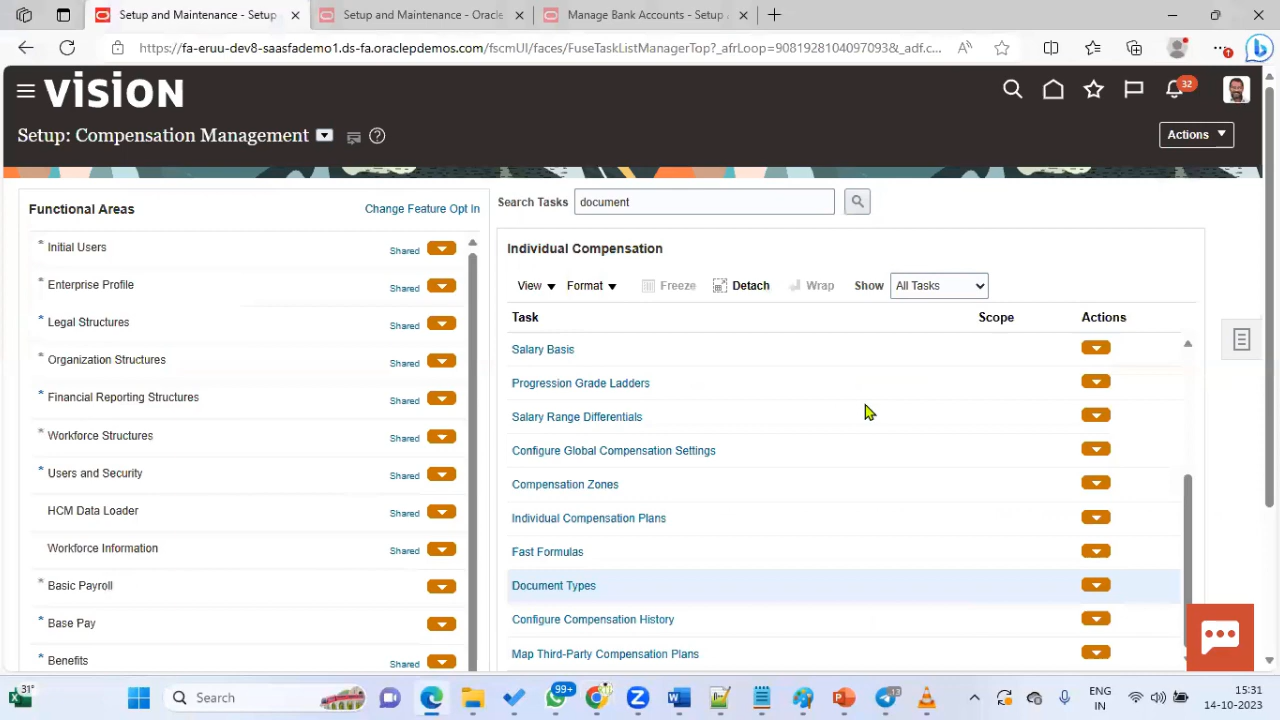 Setup and Maintenance - Setup
Setup and Maintenance - Oracle
Manage Bank Accounts - Setup a
https://fa-eruu-dev8-saasfademo1.ds-fa.oraclepdemos.com/fscmUI/faces/FuseTaskListManagerTop?_afrLoop=90819281040970 93&_adf.c...
VISION
32
Setup: Compensation Management
Actions
Functional Areas
Change Feature Opt In
Search Tasks
document
* Initial Users
Shared
* Enterprise Profile
Shared
* Legal Structures
Shared
* Organization Structures
Shared
* Financial Reporting Structures
Shared
* Workforce Structures
Shared
* Users and Security
Shared
HCM Data Loader
Shared
Workforce Information
Shared
* Basic Payroll
* Base Pay
* Benefits
Shared
Individual Compensation
View
Format
Freeze
Detach
Wrap
Show
All Tasks
Task
Scope
Actions
Salary Basis
Progression Grade Ladders
Salary Range Differentials
Configure Global Compensation Settings
Compensation Zones
Individual Compensation Plans
Fast Formulas
Document Types
Configure Compensation History
Map Third-Party Compensation Plans
31°
Search
99+
13
ENG
IN
15:31
14-10-2023